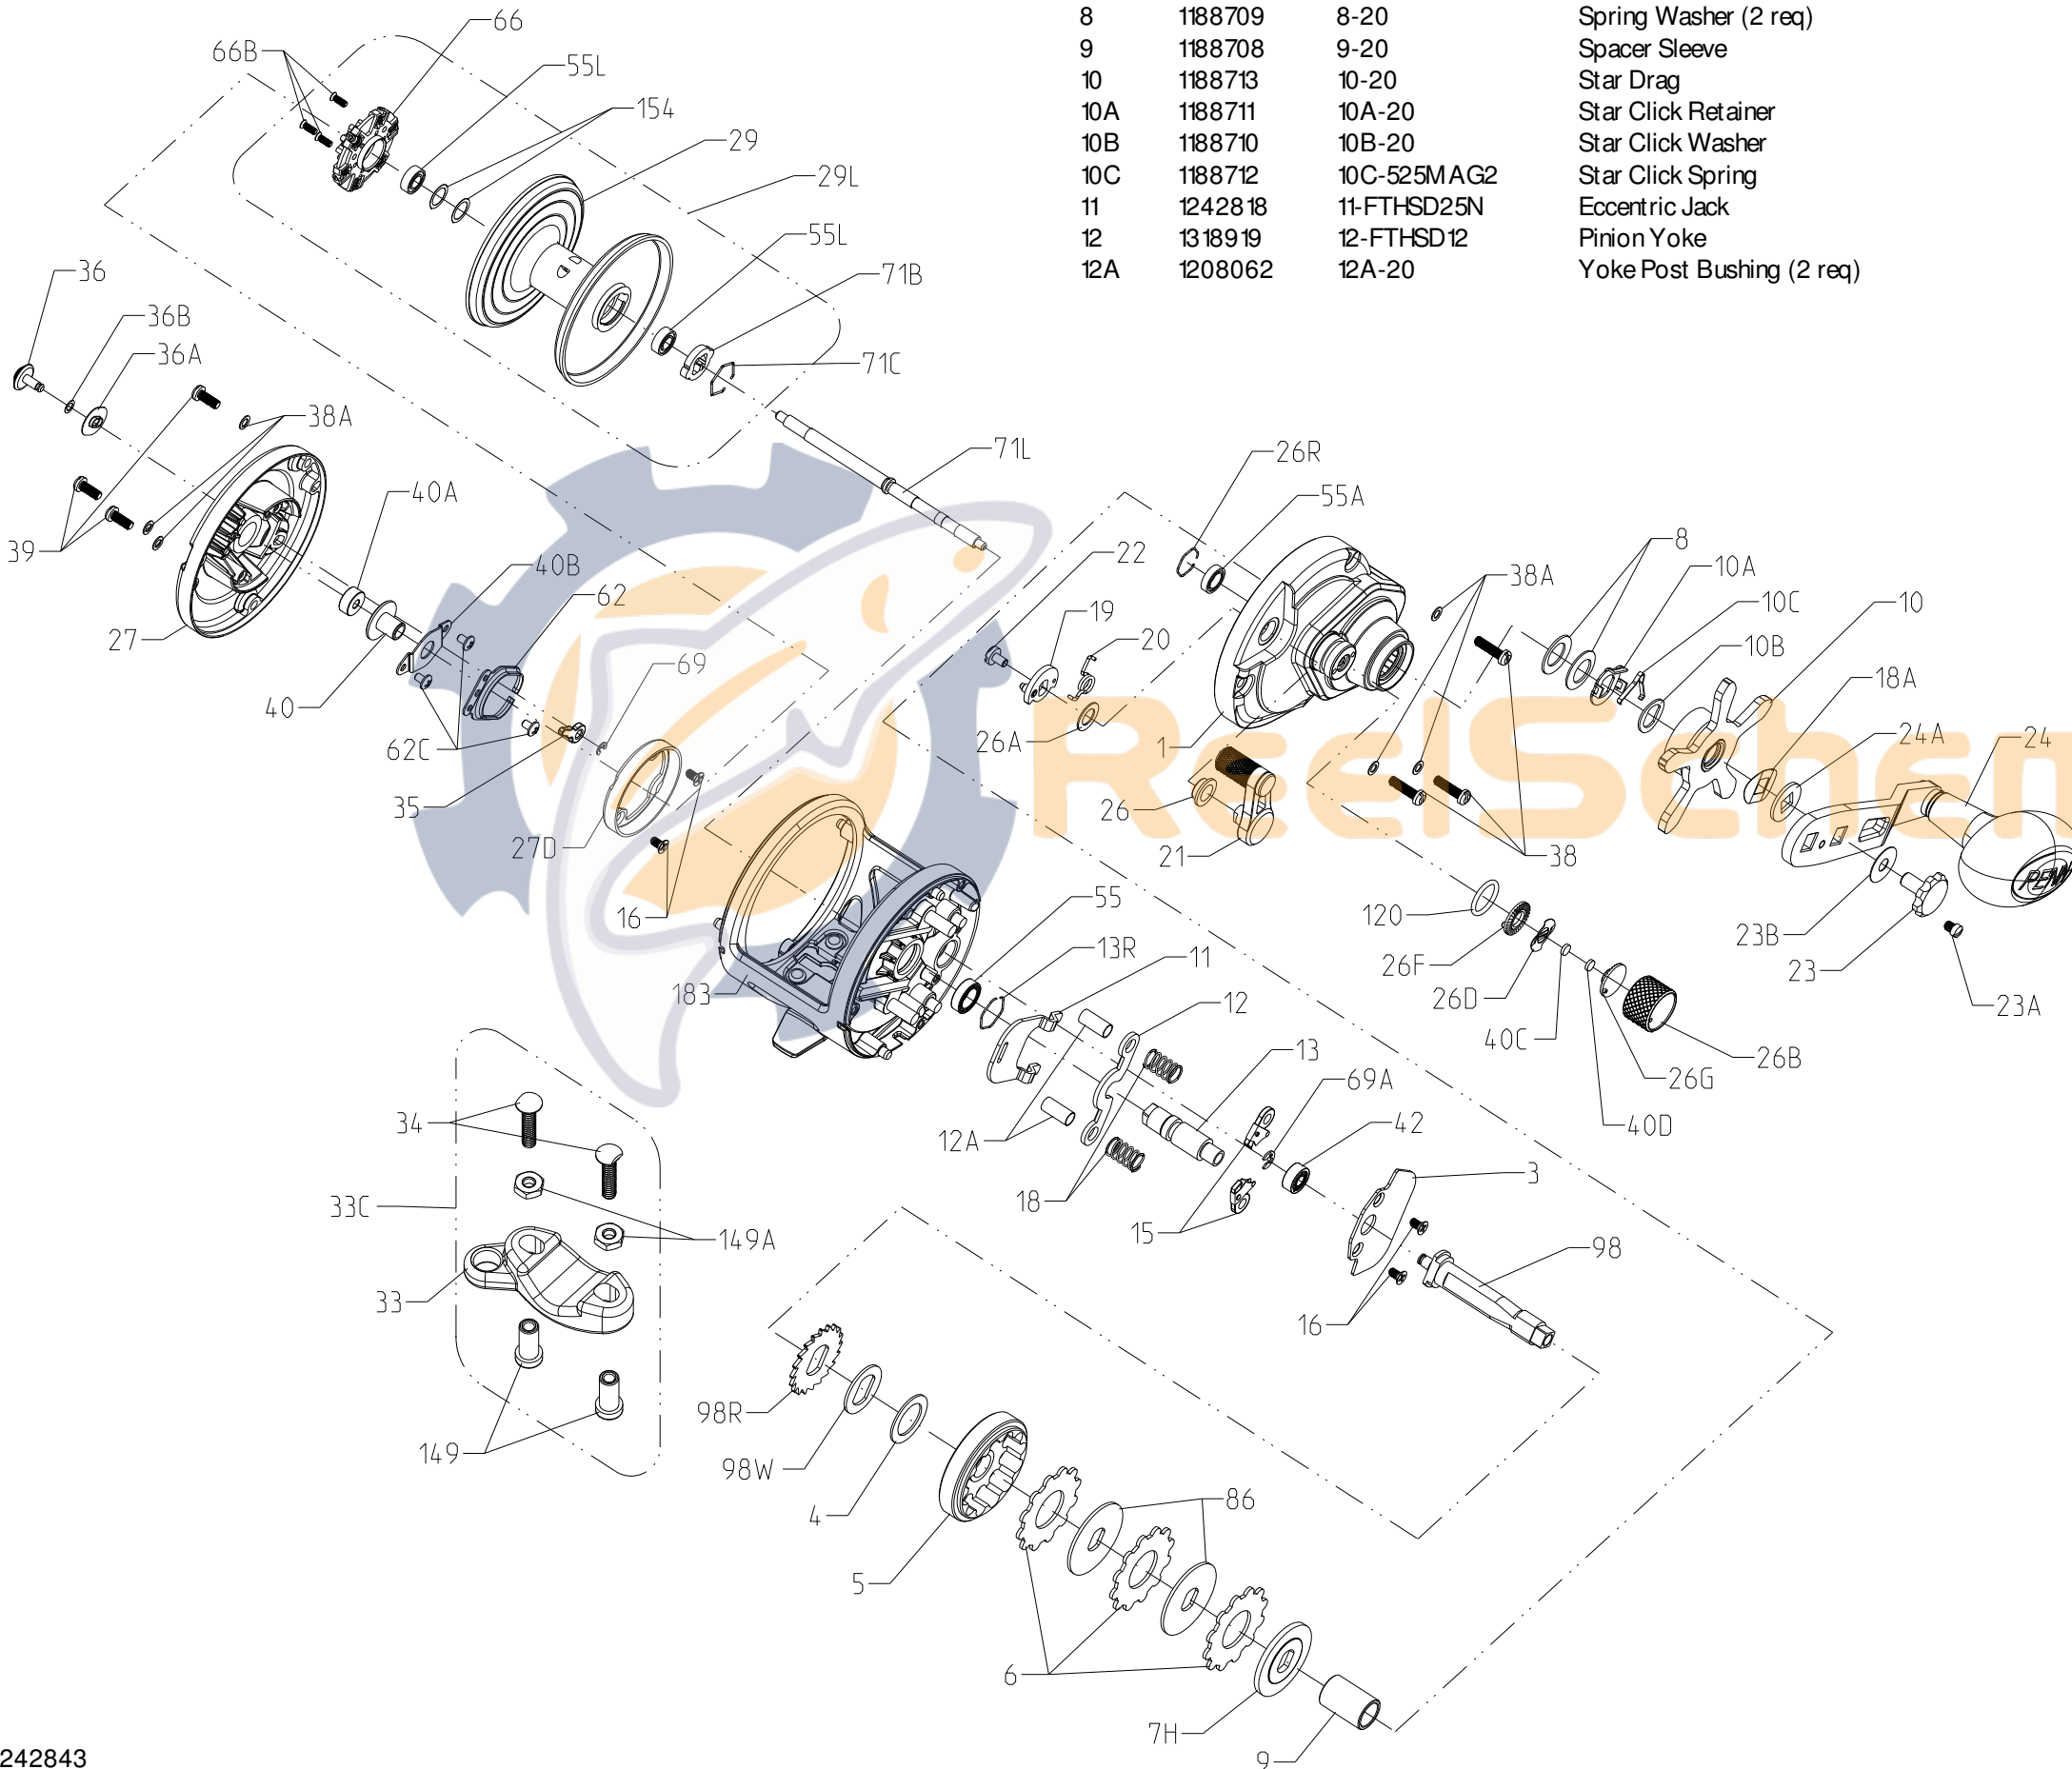 8 1188709 8-20 Spring Washer (2 req)
9 1188708 9-20 Spacer Sleeve
10 1188713 10-20 Star Drag
10A 1188711 10A-20 Star Click Retainer
10B 1188710 10B-20 Star Click Washer
10C 1188712 10C-525MAG2 Star Click Spring
11 1242818 11-FTHSD25N Eccentric Jack
12 1318919 12-FTHSD12 Pinion Yoke
12A 1208062 12A-20 Yoke Post Bushing (2 req)
66
66B
55L
154
29
29L
55L
71B
71C
36
36B
36A
38A
39
27
40A
40B
62
40
62C
35
69
27D
16
71L
26R
55A
22
19
20
26A
1
26
21
38A
38
8
10A
10C
10
10B
18A
24A
24
PENN
23B
23
23A
120
26F
26D
40C
40D
26G
26B
ReelSchem
183
55
13R
11
12
12A
18
13
69A
15
42
3
16
98
34
33C
149A
33
149
98R
98W
4
5
86
6
7H
9
242843